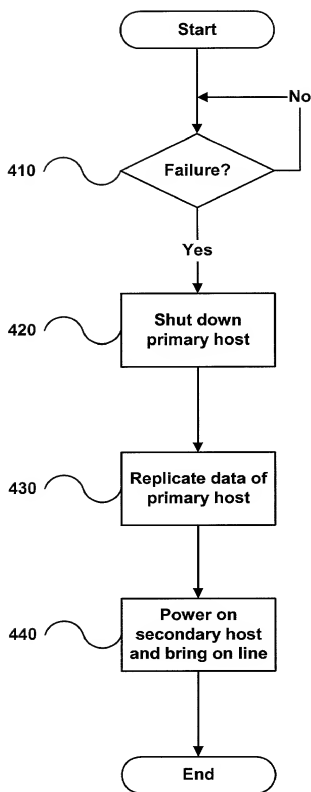 Start
No
410
Failure?
Yes
420
Shut down
primary host
430
Replicate data of
primary host
440
Power on
secondary host
and bring on line
End